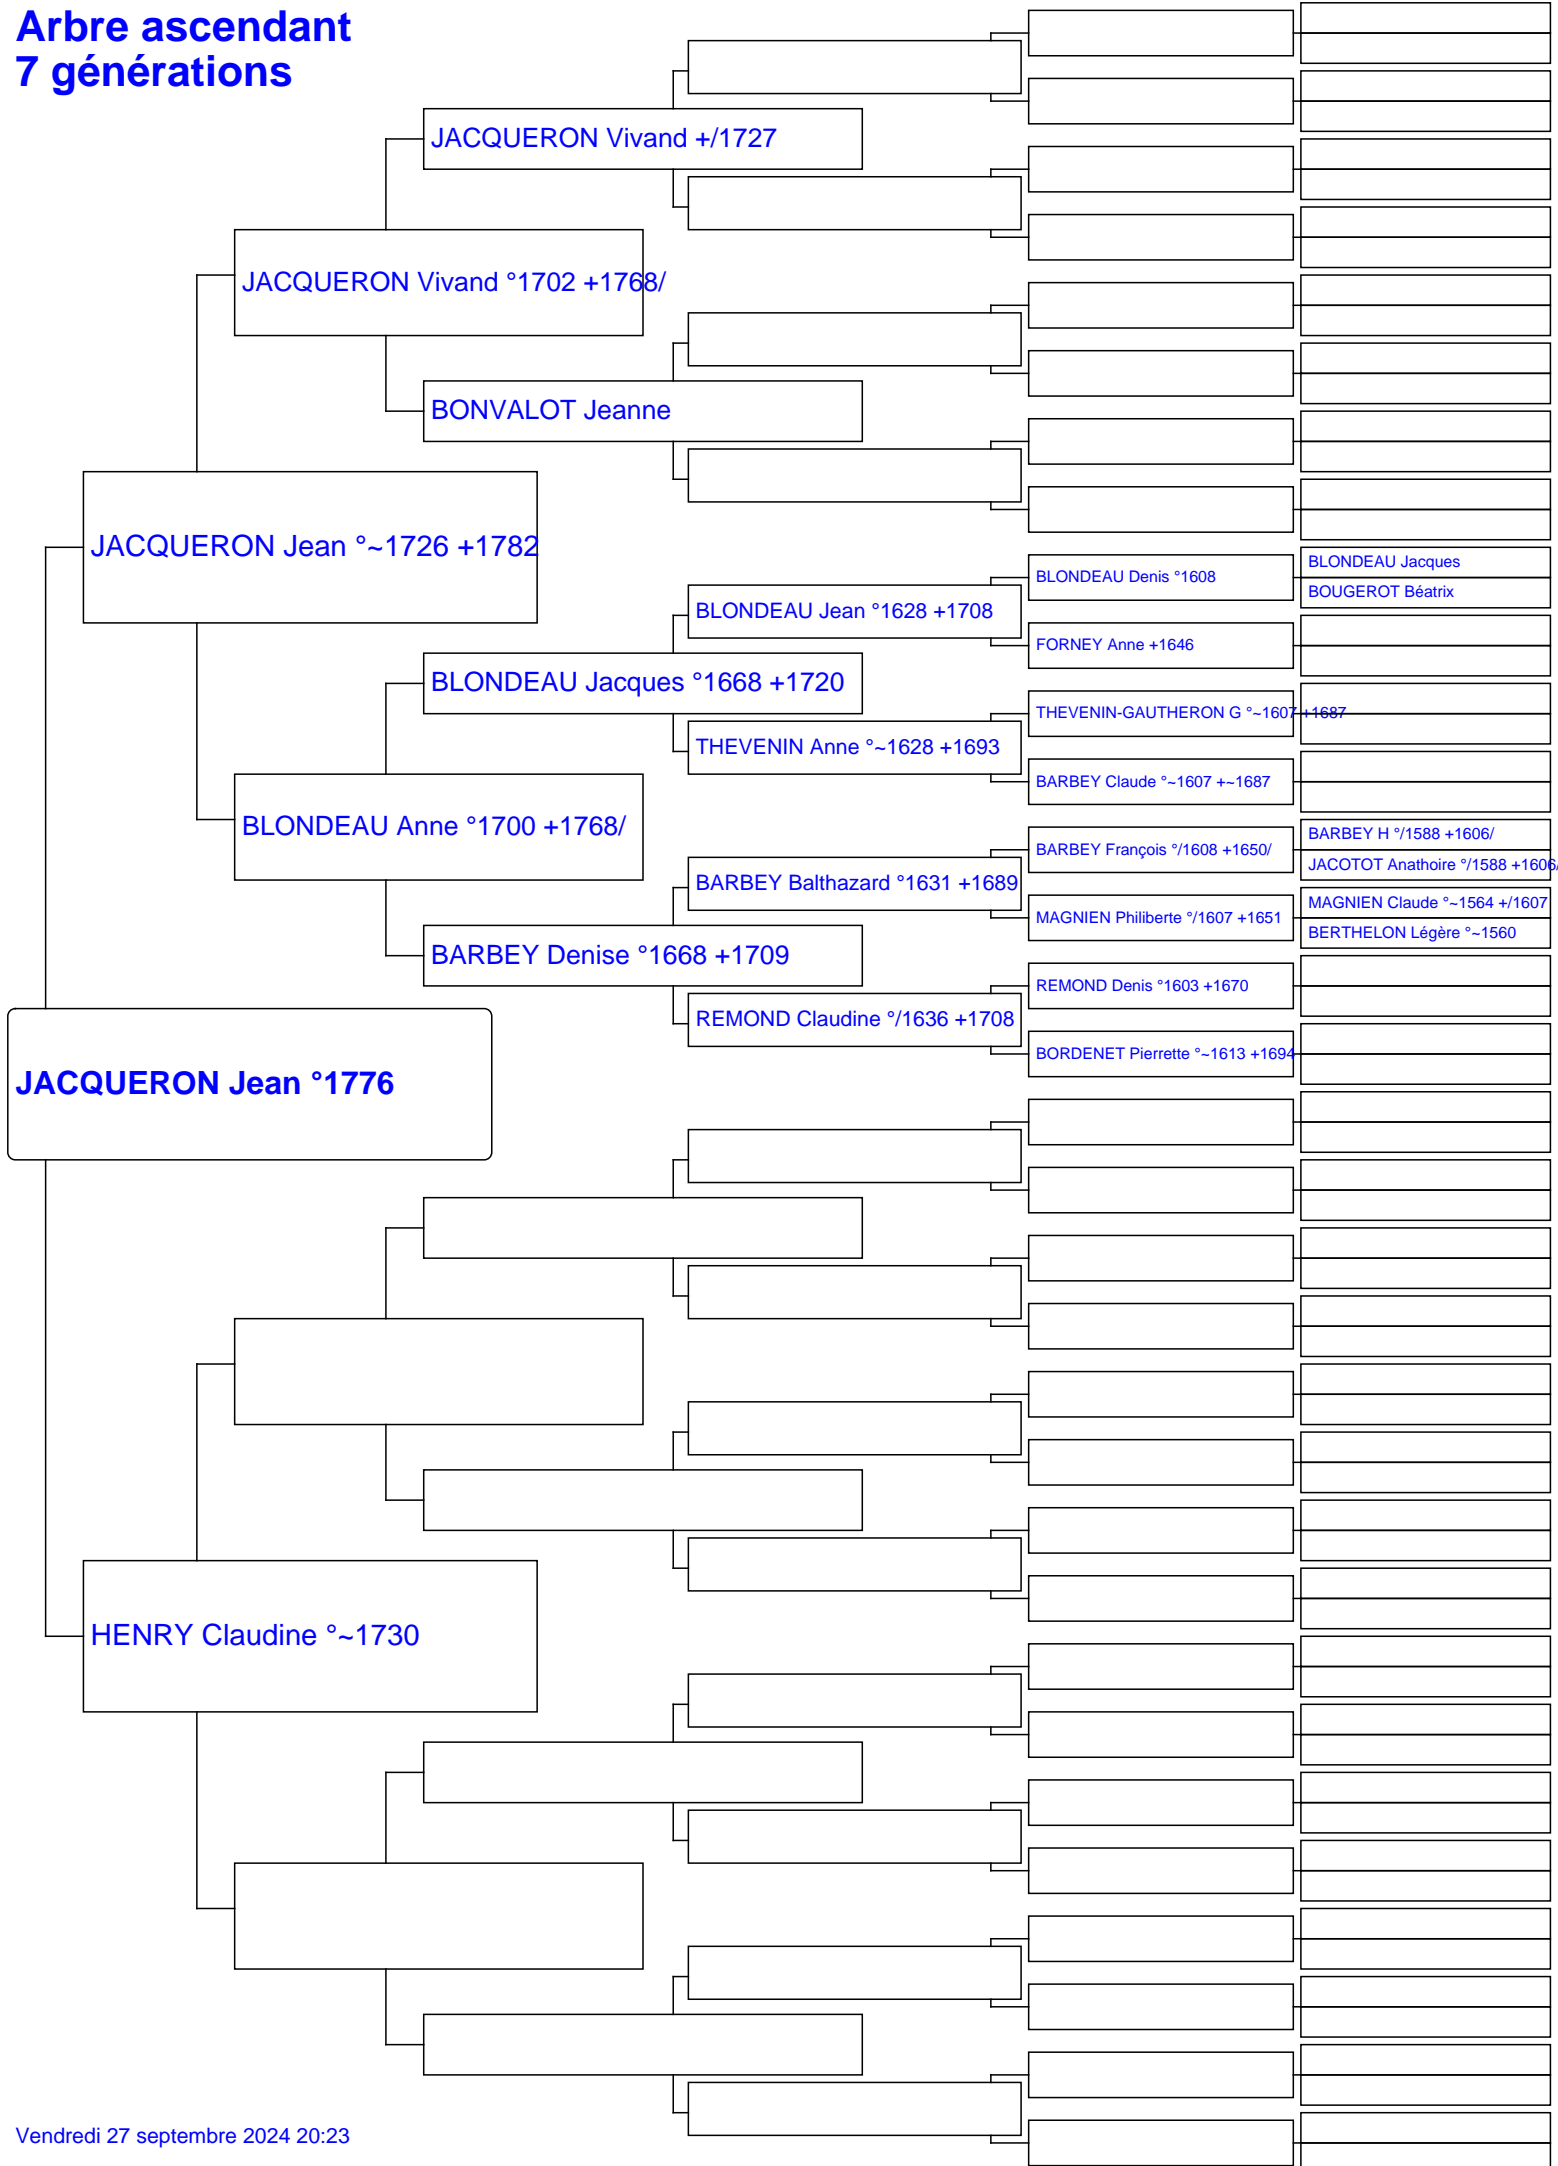 Arbre ascendant
7 générations
JACQUERON Vivand +/1727
JACQUERON Vivand °1702 +1768/
BONVALOT Jeanne
JACQUERON Jean °~1726 +1782
BLONDEAU Jacques
BLONDEAU Denis °1608
BOUGEROT Béatrix
BLONDEAU Jean °1628 +1708
FORNEY Anne +1646
BLONDEAU Jacques °1668 +1720
THEVENIN-GAUTHERON G °~1607 +1687
THEVENIN Anne °~1628 +1693
BARBEY Claude °~1607 +~1687
BLONDEAU Anne °1700 +1768/
BARBEY H °/1588 +1606/
BARBEY François °/1608 +1650/
JACOTOT Anathoire °/1588 +1606/
BARBEY Balthazard °1631 +1689
MAGNIEN Claude °~1564 +/1607
MAGNIEN Philiberte °/1607 +1651
BERTHELON Légère °~1560
BARBEY Denise °1668 +1709
REMOND Denis °1603 +1670
REMOND Claudine °/1636 +1708
BORDENET Pierrette °~1613 +1694
JACQUERON Jean °1776
HENRY Claudine °~1730
Vendredi 27 septembre 2024 20:23